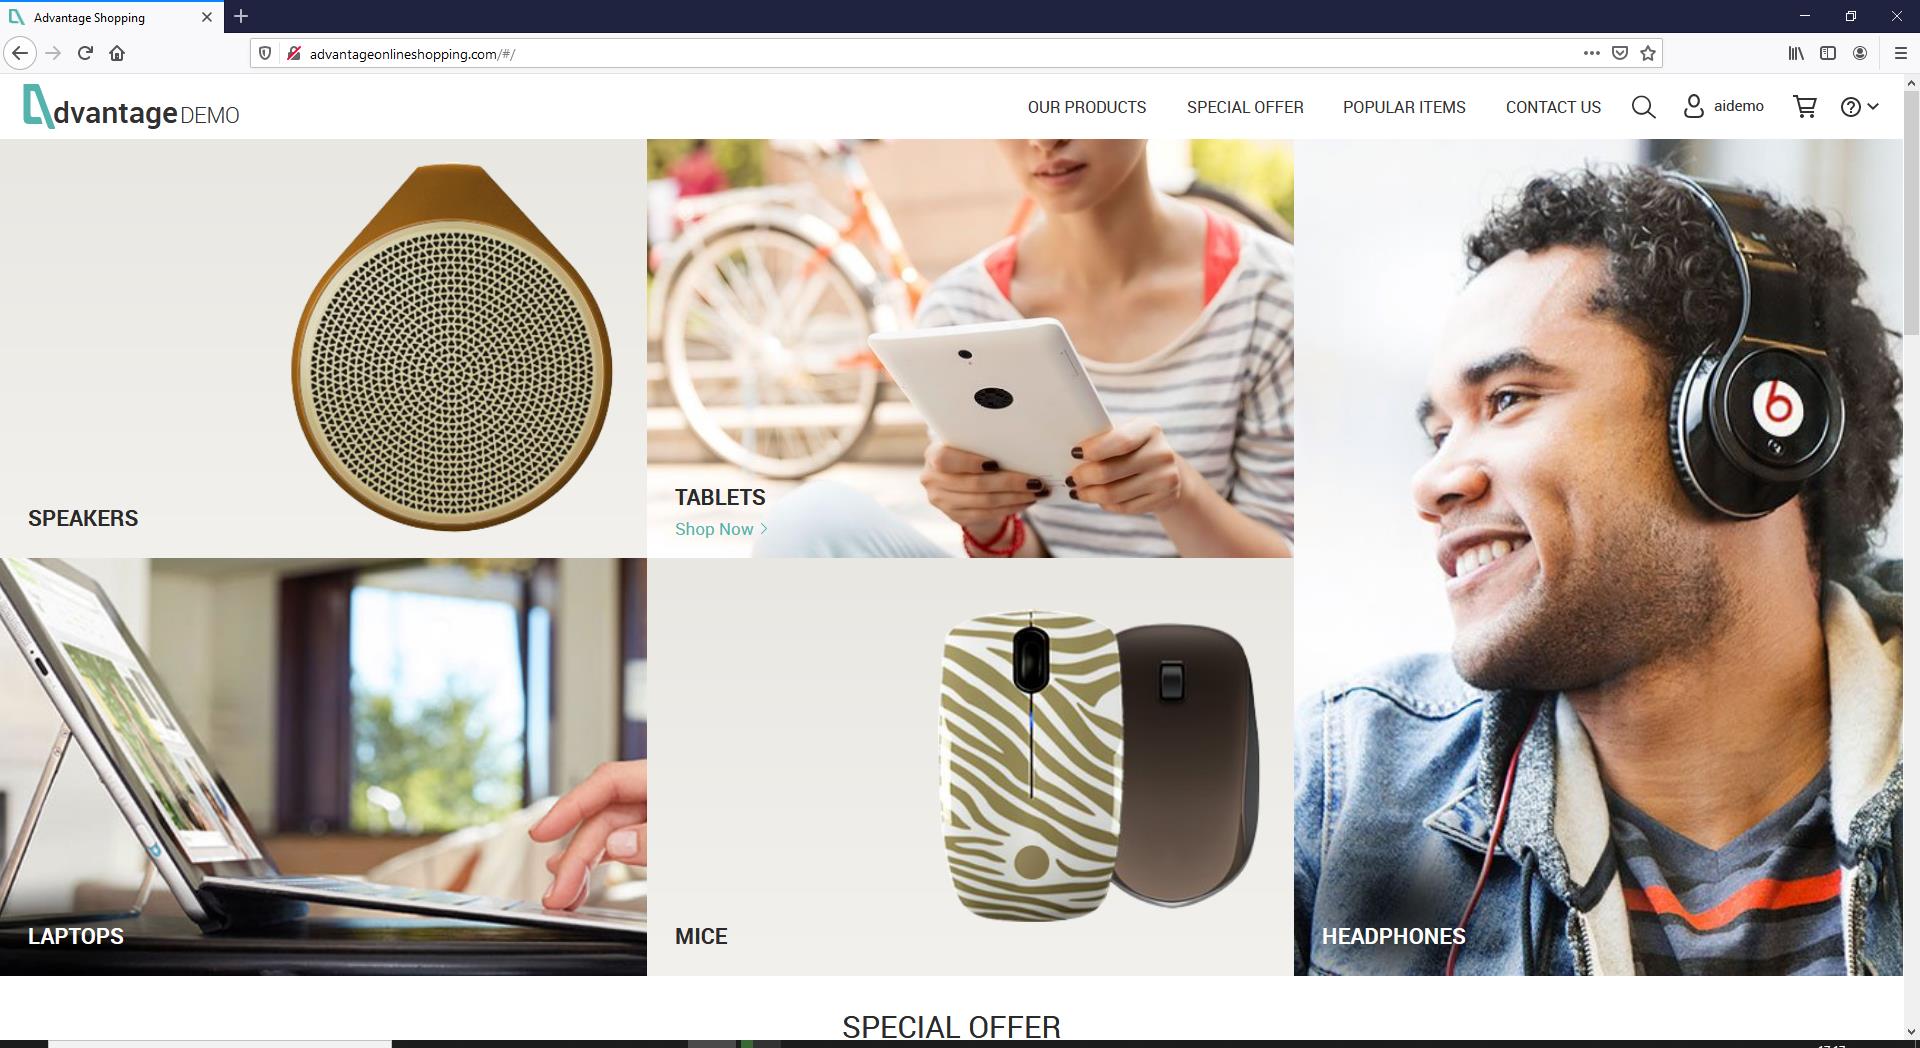 Advantage Shopping
advantageonlineshopping.com/#/
dvantage DEMO
OUR PRODUCTS
SPECIAL OFFER
POPULAR ITEMS
CONTACT US
aidemo
SPEAKERS
TABLETS
Shop Now
LAPTOPS
MICE
HEADPHONES
SPECIAL OFFER